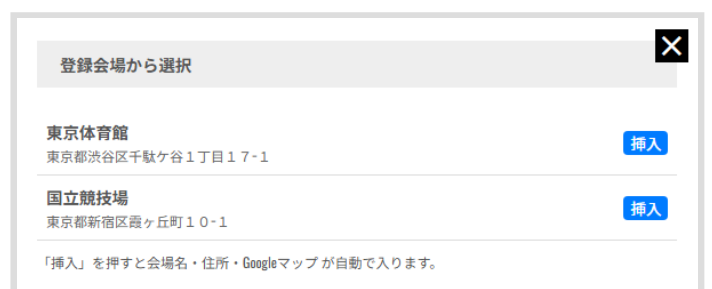 登録会場から選択
東京体育館
東京都渋谷区千駄ケ谷１丁目１７-１
挿入
国立競技場
東京都新宿区霞ヶ丘町１０-１
挿入
「挿入」を押すと会場名・住所・Googleマップ が自動で入ります。